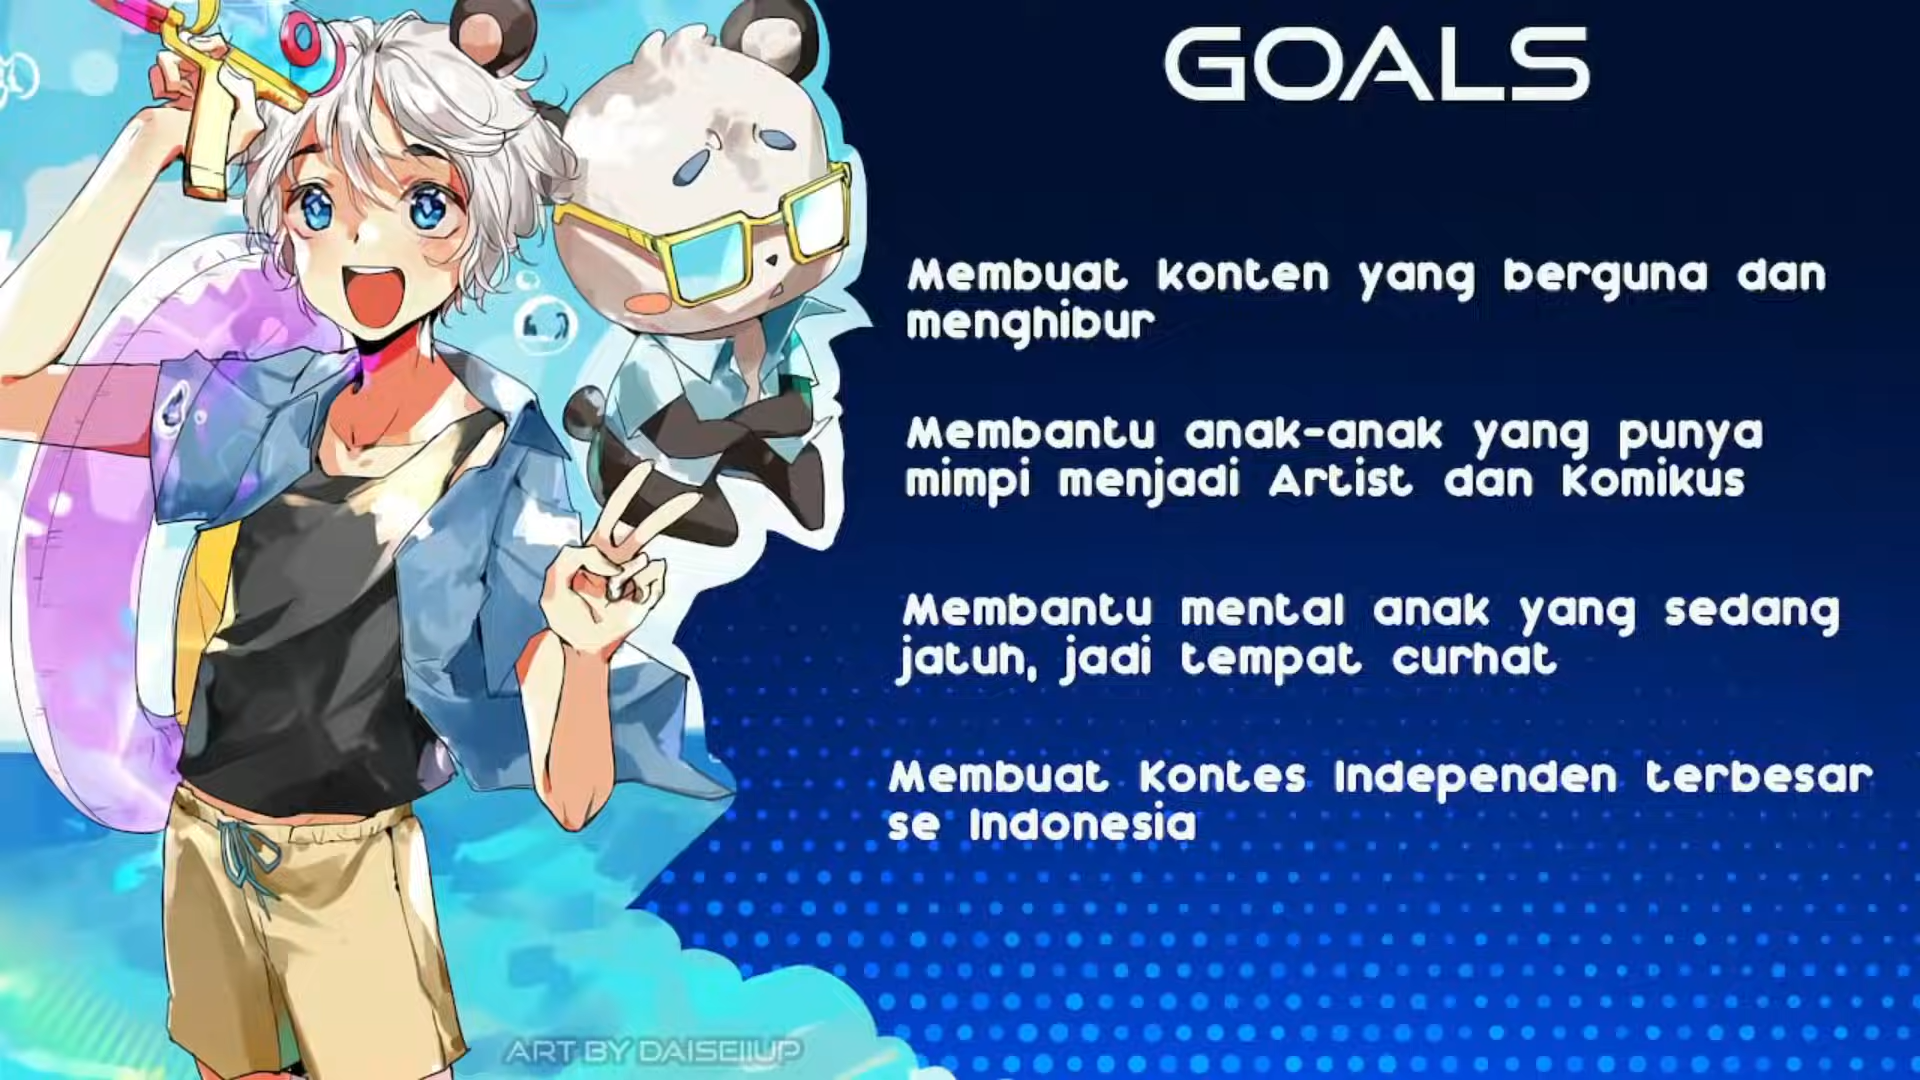 GOALS
Membuat konten yang berguna dan
menghibur
Membantu anak-anak yang punya
mimpi menjadi Artist dan Komikus
Membantu mental anak yang sedang
jatuh, jadi tempat curhat
Membuat Kontes Independen terbesar
se Indonesia
ART BY DAISEIIUP